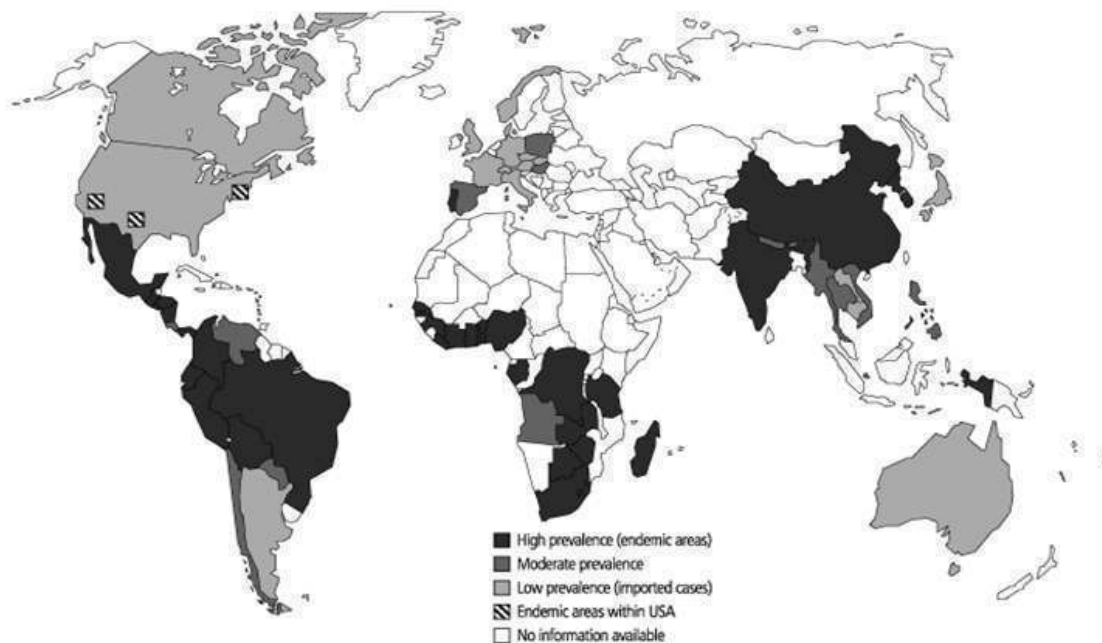 High prevalence (endemic areas)
Moderate prevalence
Low prevalence (imported cases)
Endemic areas within USA
No information available